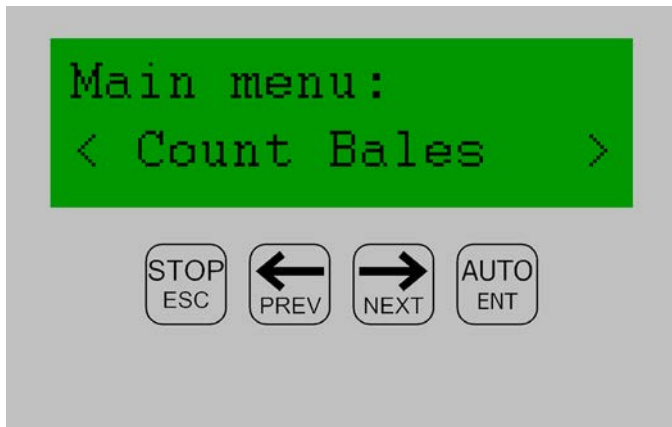 Main menu:
< Count Bales >
STOP PREV NEXT AUTO
ESC ENT